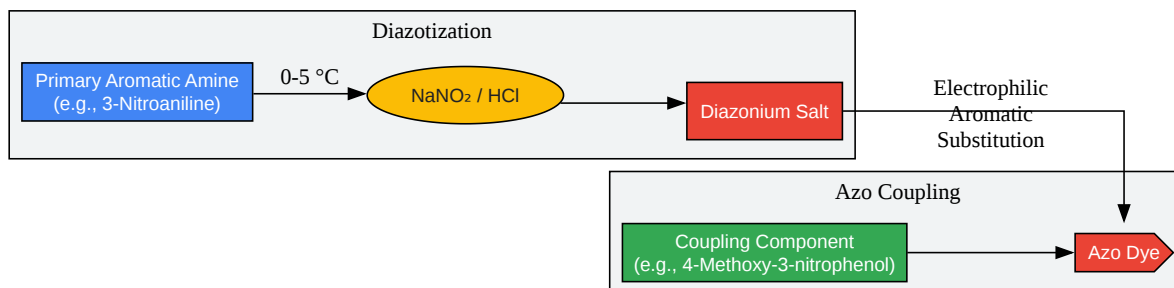 Diazotization
Primary Aromatic Amine
(e.g., 3-Nitroaniline)
0-5 °C
NaNO₂ / HCl
Diazonium Salt
Electrophilic
Aromatic
Substitution
Azo Coupling
Coupling Component
(e.g., 4-Methoxy-3-nitrophenol)
Azo Dye